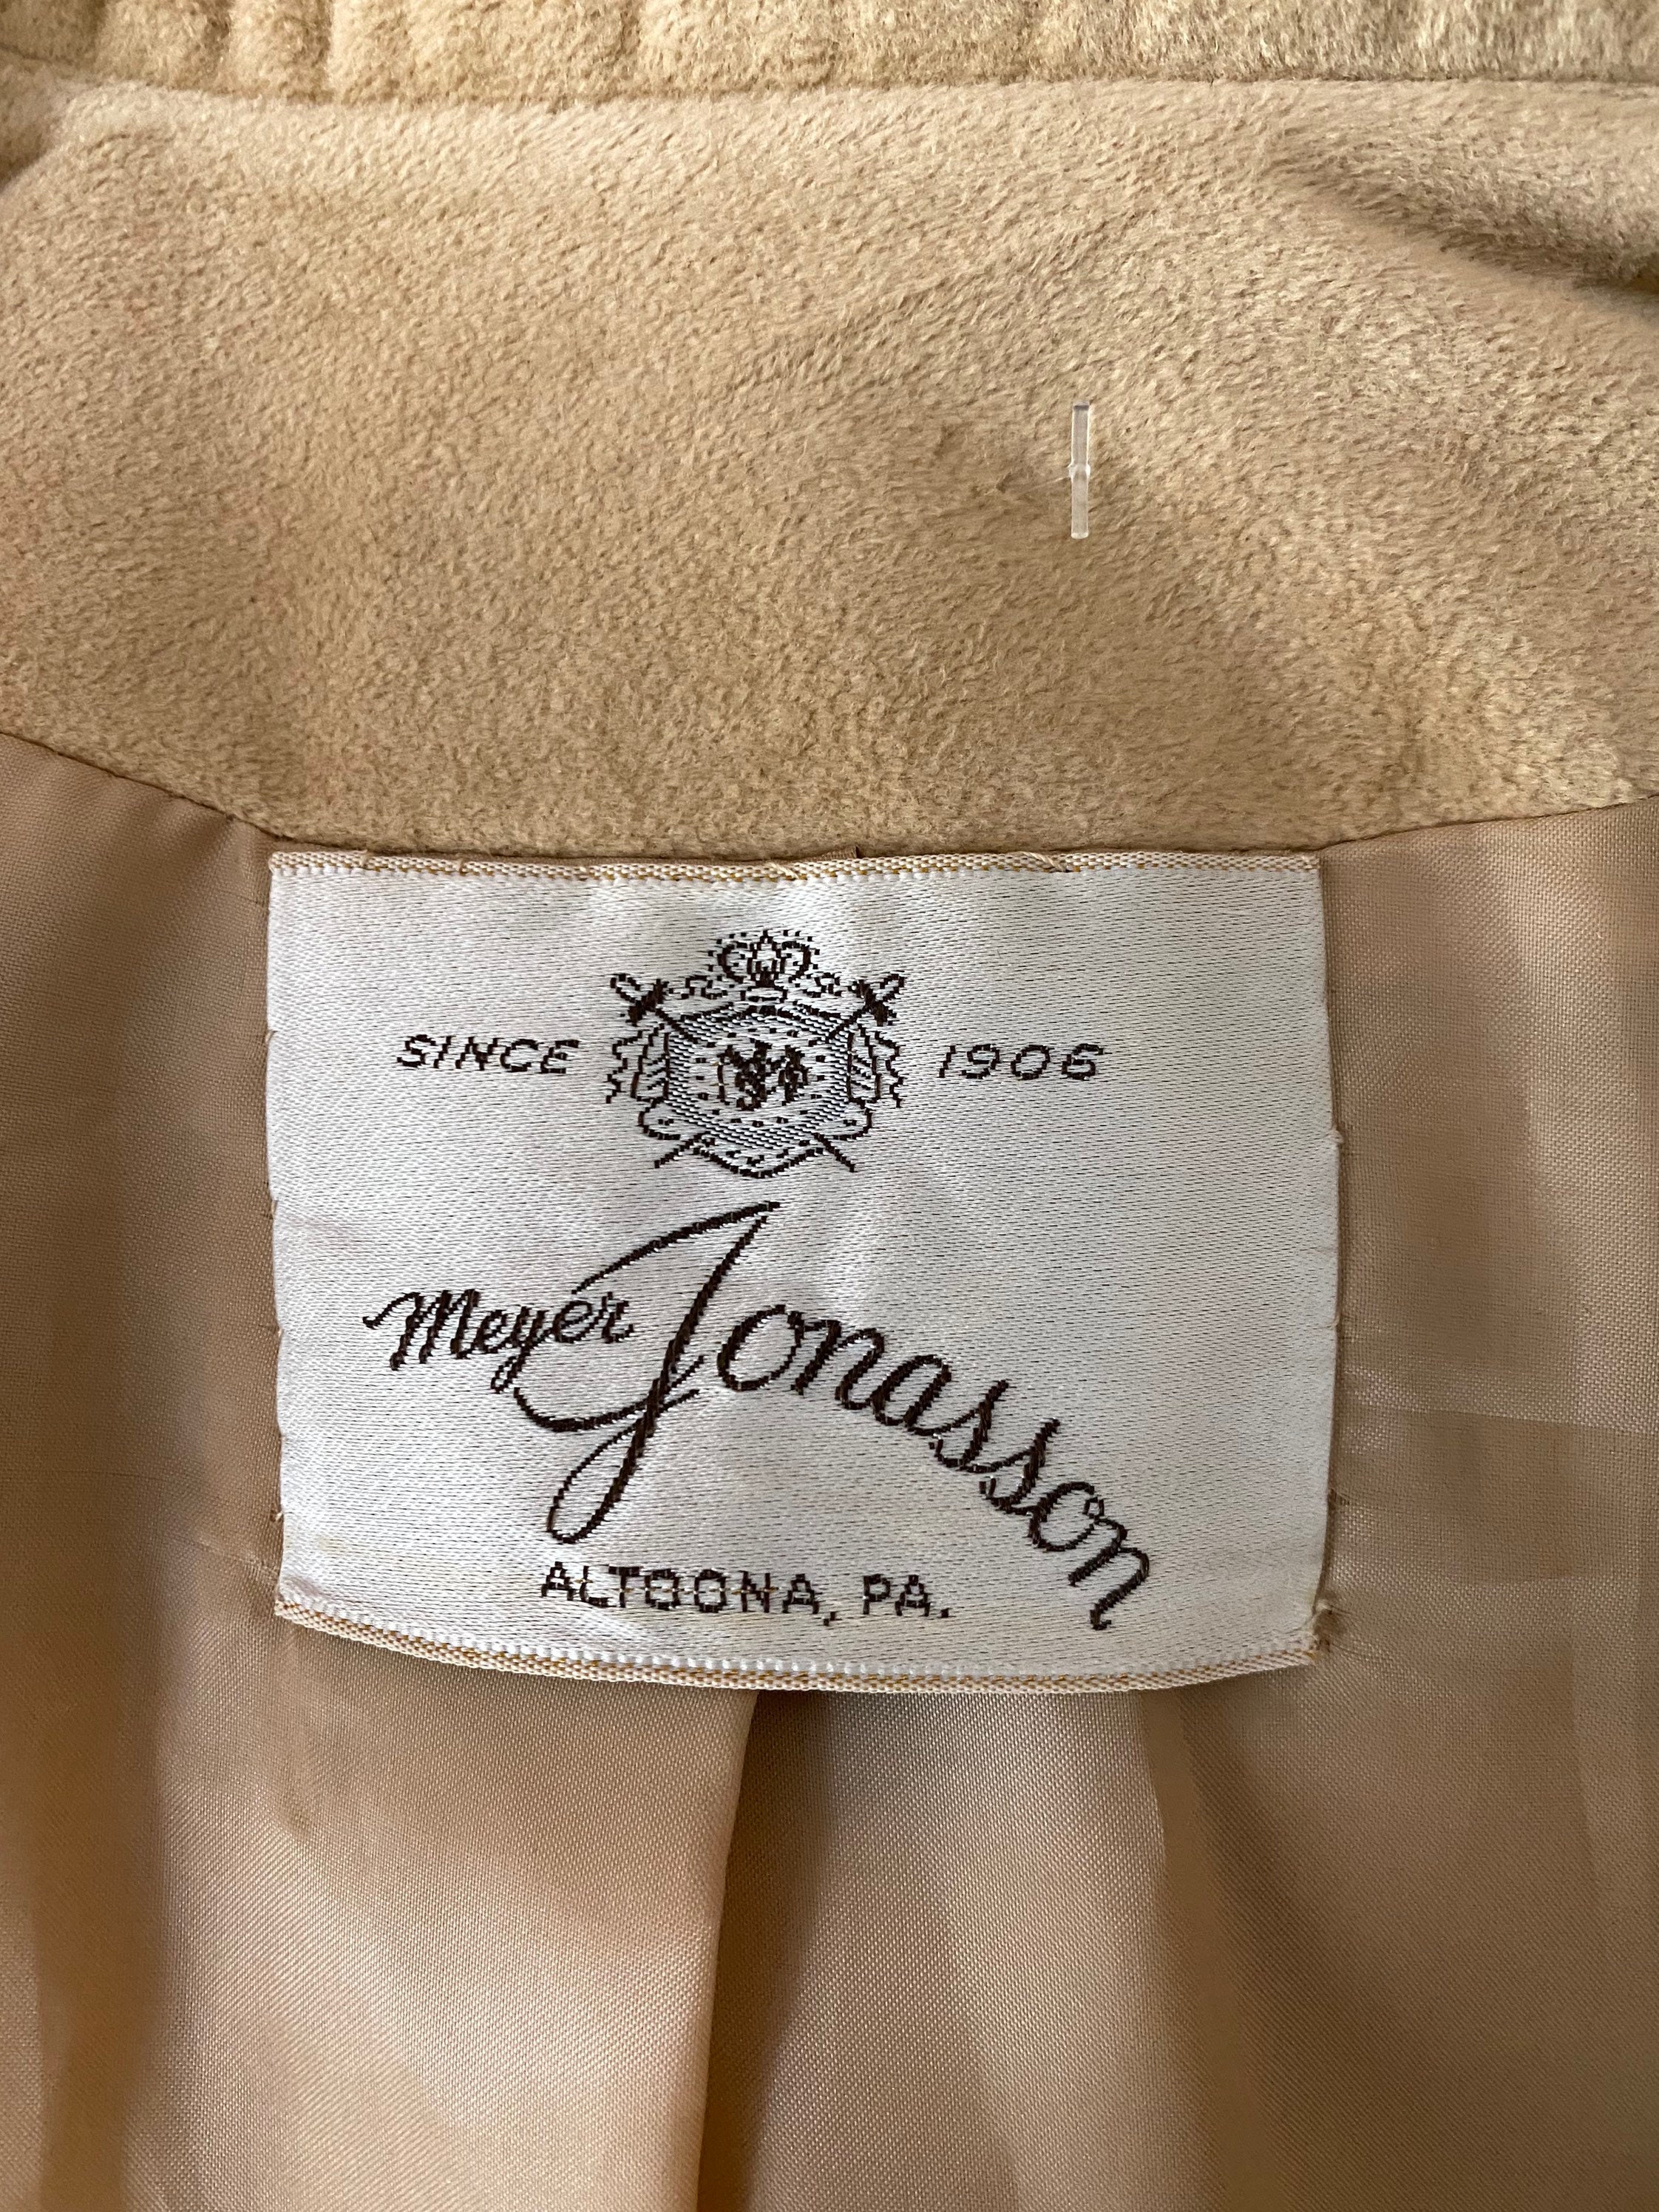 SINCE 1906
Meyer Jonasson
ALTOONA, PA.